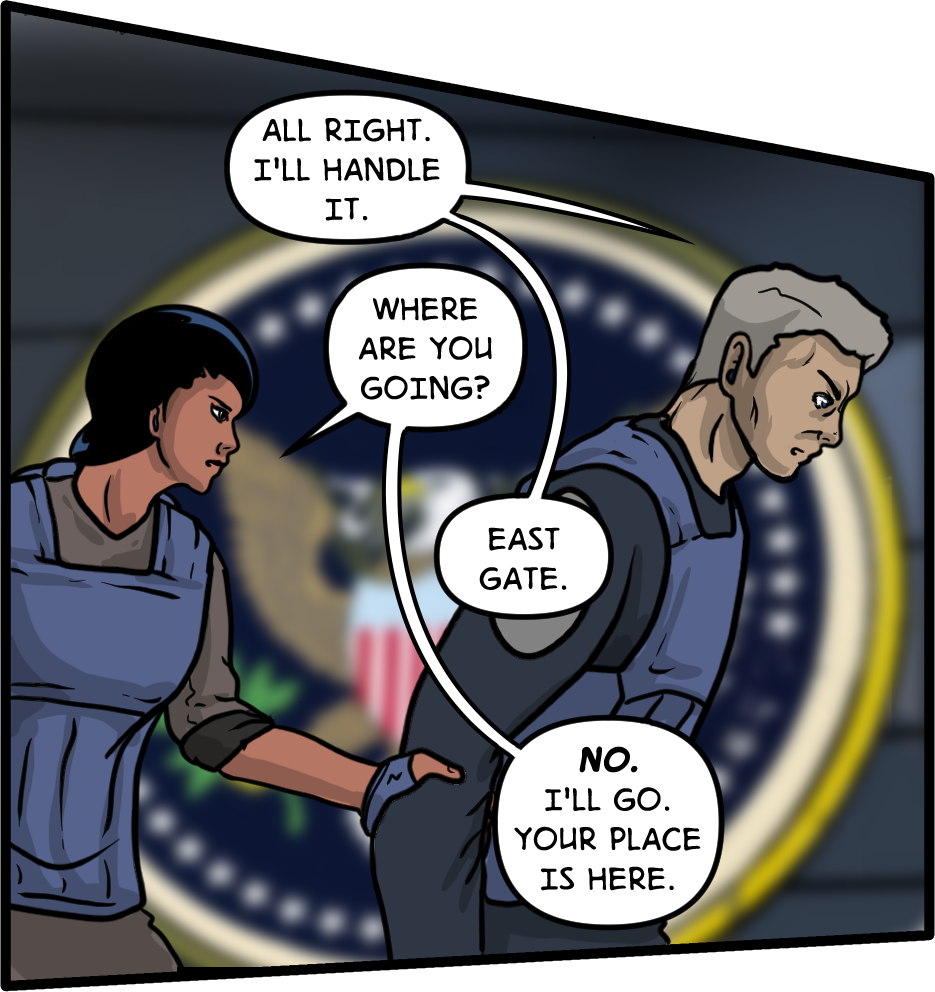 ALL RIGHT.
I'LL HANDLE
IT.
WHERE
ARE YOU
GOING?
EAST
GATE.
NO.
I'LL GO.
YOUR PLACE
IS HERE.